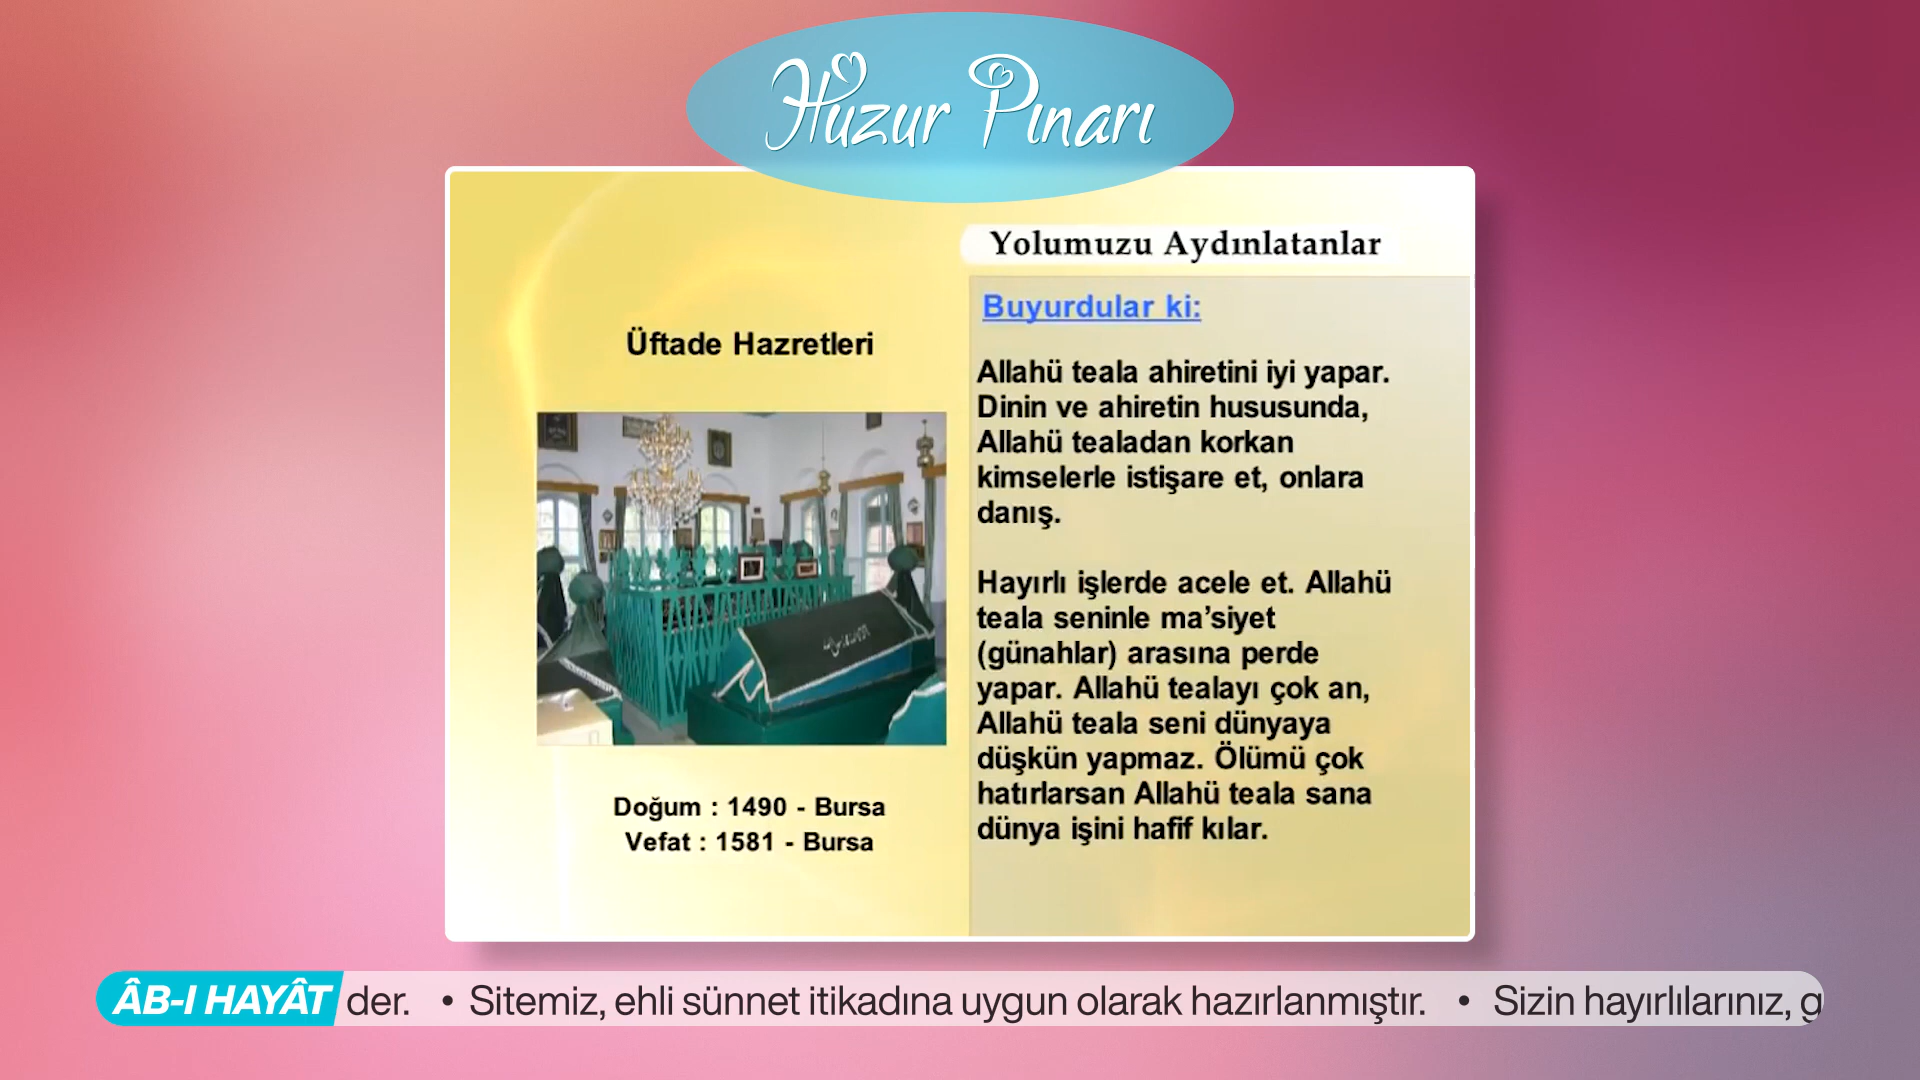 Huzur Pınarı
Yolumuzu Aydınlatanlar
Üftade Hazretleri
Doğum : 1490 - Bursa
Vefat : 1581 - Bursa
Buyurdular ki:
Allahü teala ahiretini iyi yapar.
Dinin ve ahiretin hususunda,
Allahü tealadan korkan
kimselerle istişare et, onlara
danış.
Hayırlı işlerde acele et. Allahü
teala seninle ma’siyet
(günahlar) arasına perde
yapar. Allahü tealayı çok an,
Allahü teala seni dünyaya
düşkün yapmaz. Ölümü çok
hatırlarsan Allahü teala sana
dünya işini hafif kılar.
ÂB-I HAYÂT der. • Sitemiz, ehli sünnet itikadına uygun olarak hazırlanmıştır. • Sizin hayırlılarınız, g